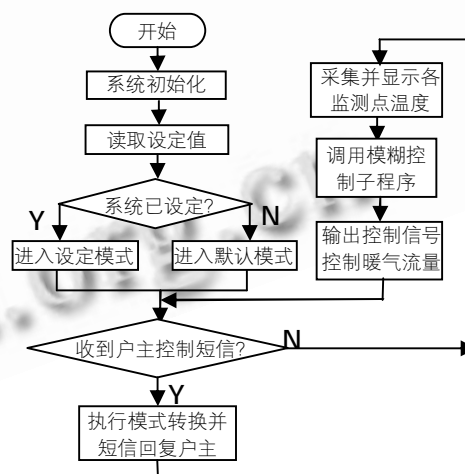 开始
系统初始化
读取设定值
系统已设定?
Y
N
进入设定模式
进入默认模式
收到户主控制短信?
N
Y
执行模式转换并
短信回复户主
采集并显示各
监测点温度
调用模糊控
制子程序
输出控制信号
控制暖气流量